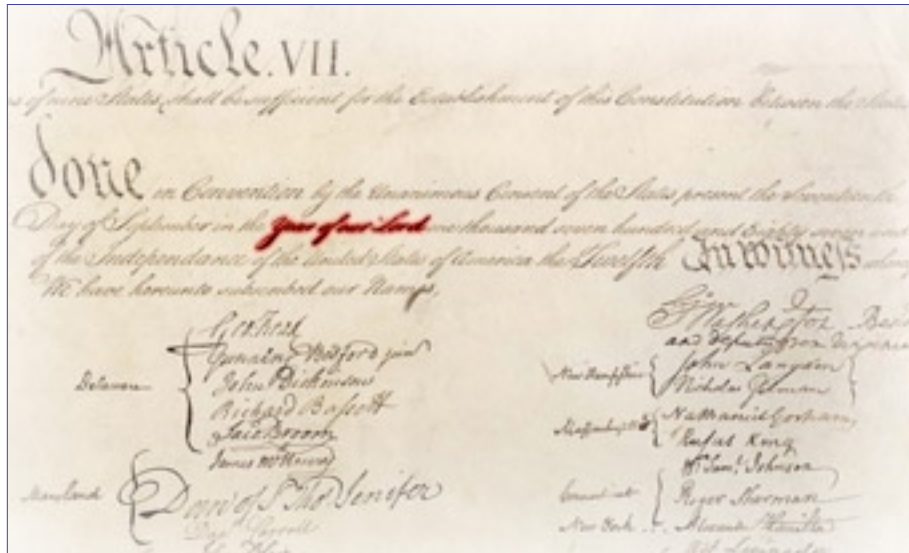 Article. VII.
of nine States, shall be sufficient for the Establishment of this Constitution between the States
done in Convention by the Unanimous Consent of the States present the Seventeenth
Day of September in the Year of our Lord one thousand seven hundred and Eighty seven and
of the Independance of the United States of America the Twelfth In Witness whereof
We have hereunto subscribed our Names,
Geo: Read
Gunning Bedford jun
John Dickinson
Richard Bassett
Jaco: Broom
Delaware
James McHenry
Dan of St Thos. Jenifer
Maryland
Washington
and deputy from
John Langdon
Nicholas Gilman
New Hampshire
Nathaniel Gorham
Rufus King
Wm. Saml. Johnson
Roger Sherman
Connecticut
New York . . . Alexander Hamilton